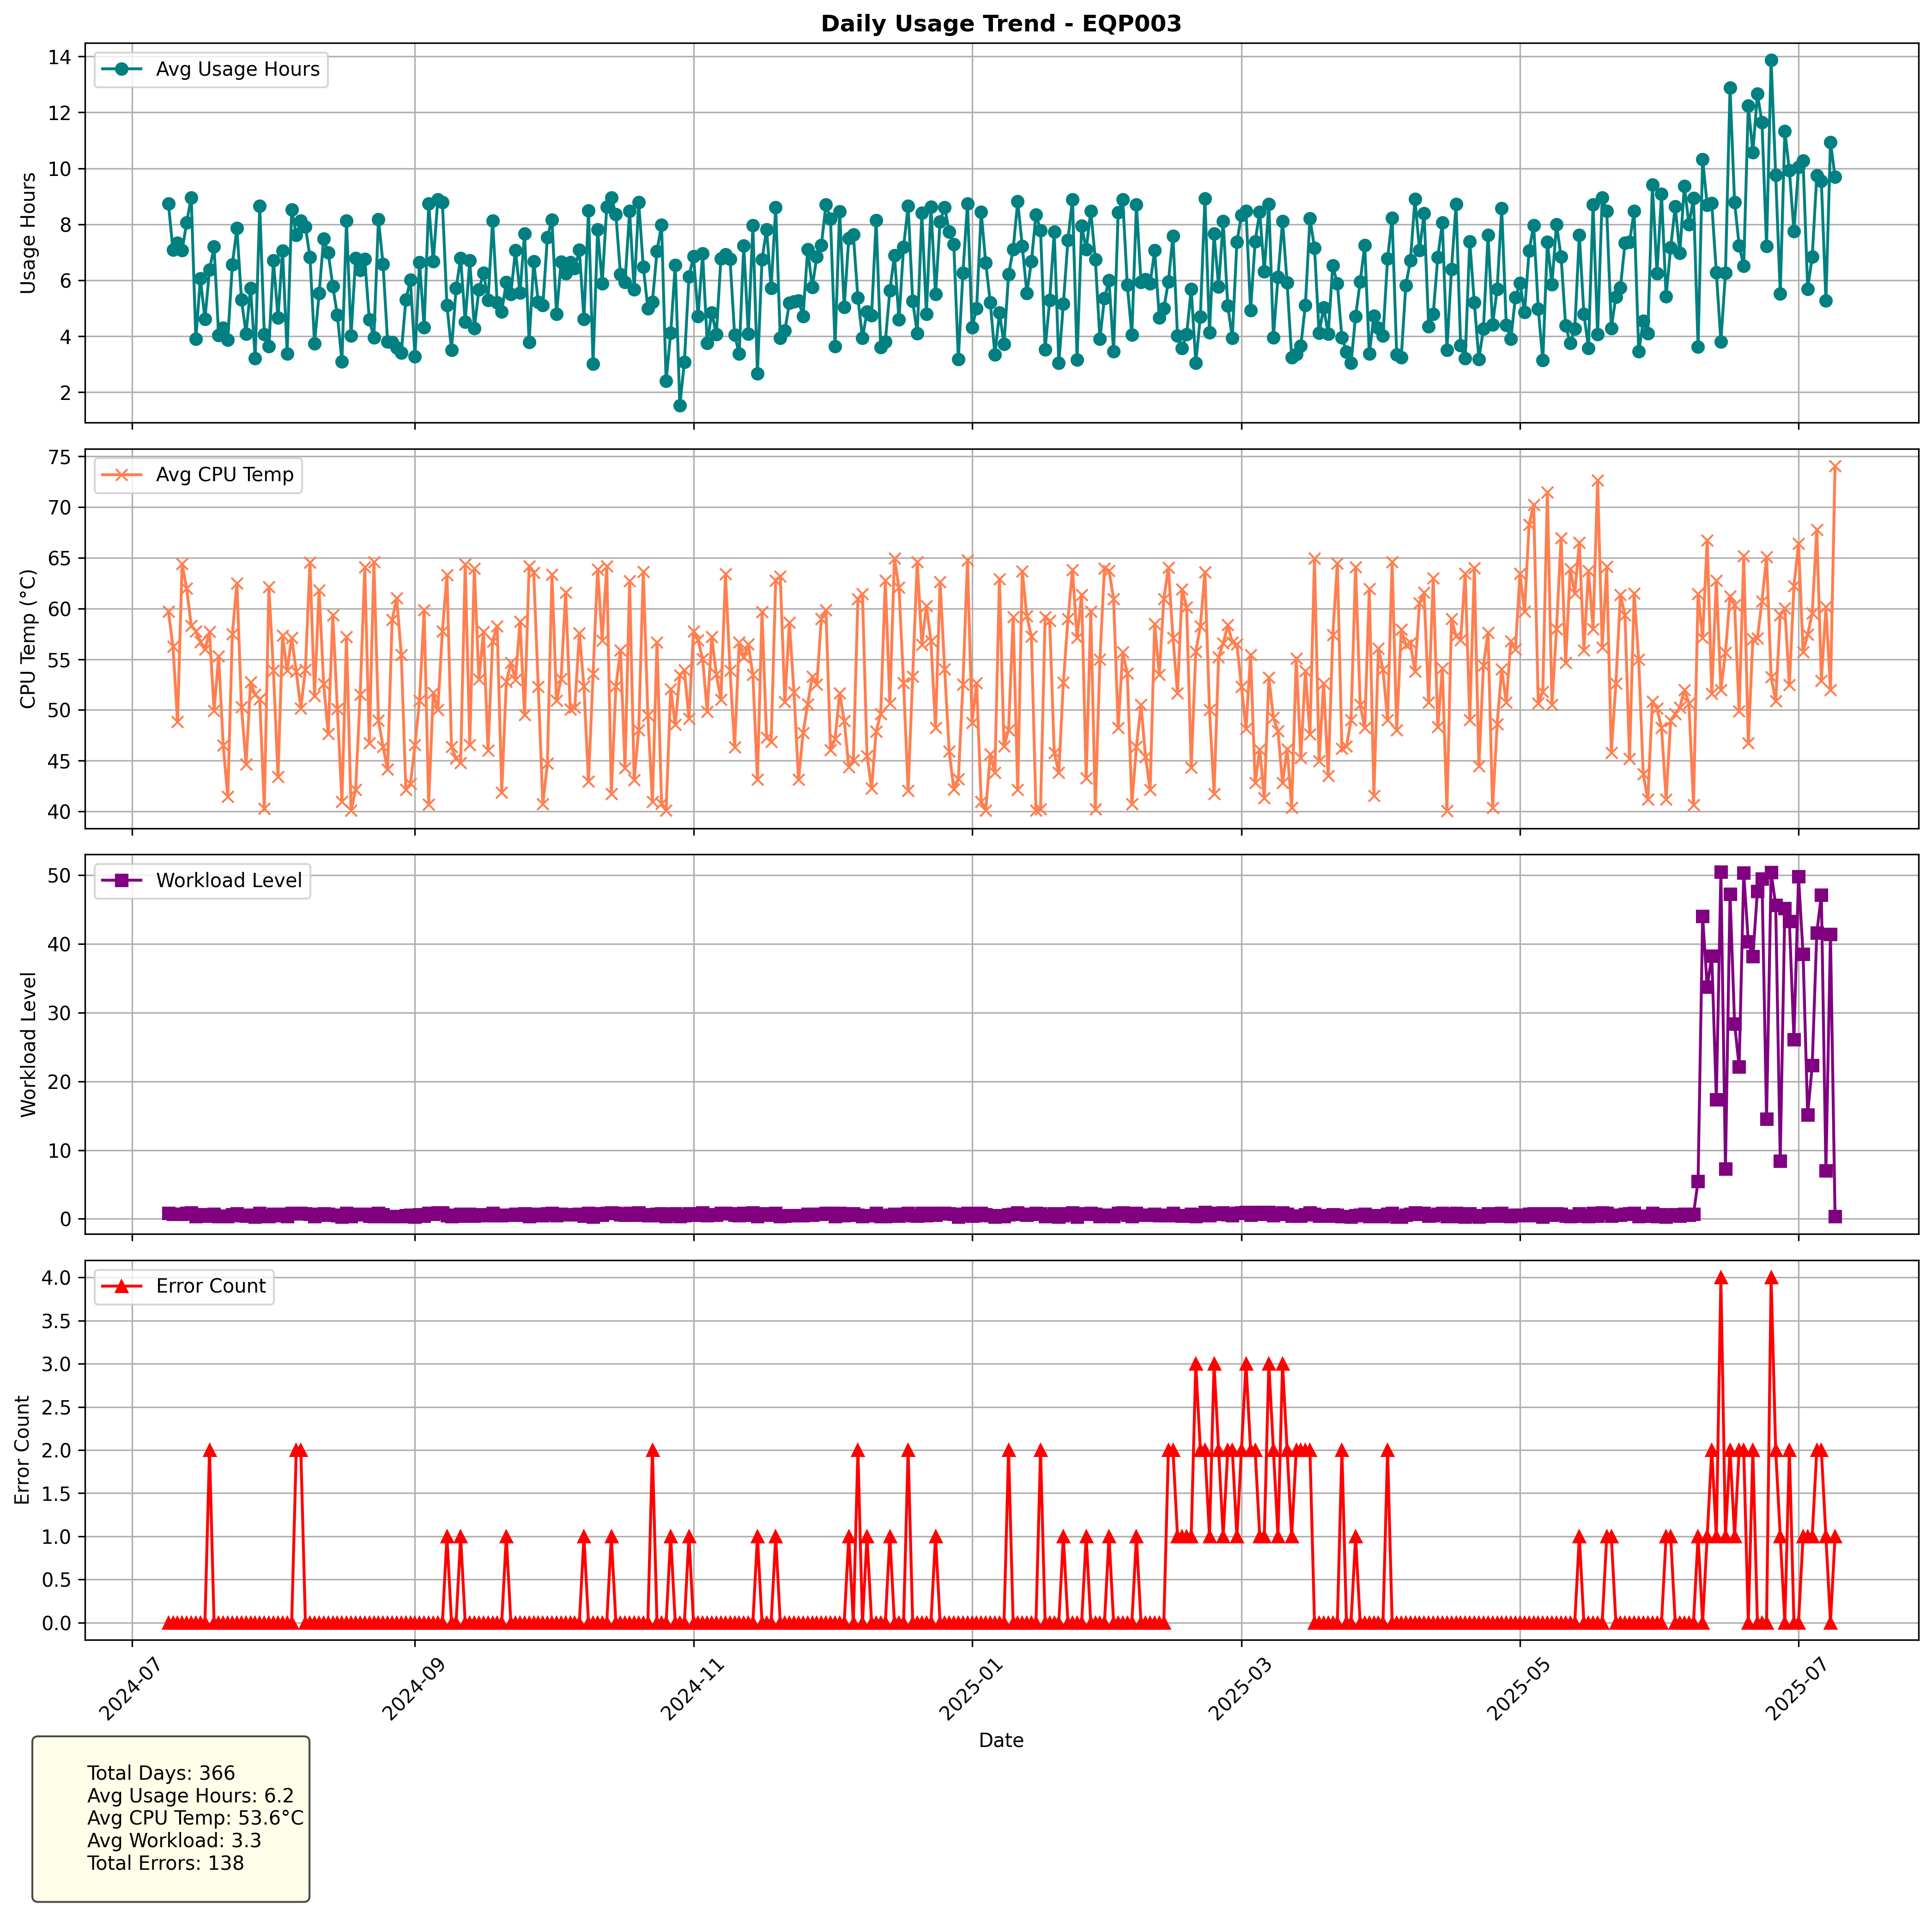 Daily Usage Trend - EQP003
Avg Usage Hours
Usage Hours
14
12
10
8
6
4
2
Avg CPU Temp
CPU Temp (°C)
75
70
65
60
55
50
45
40
Workload Level
Workload Level
50
40
30
20
10
0
Error Count
Error Count
4.0
3.5
3.0
2.5
2.0
1.5
1.0
0.5
0.0
2024-07
2024-09
2024-11
2025-01
2025-03
2025-05
2025-07
Date
Total Days: 366
Avg Usage Hours: 6.2
Avg CPU Temp: 53.6°C
Avg Workload: 3.3
Total Errors: 138